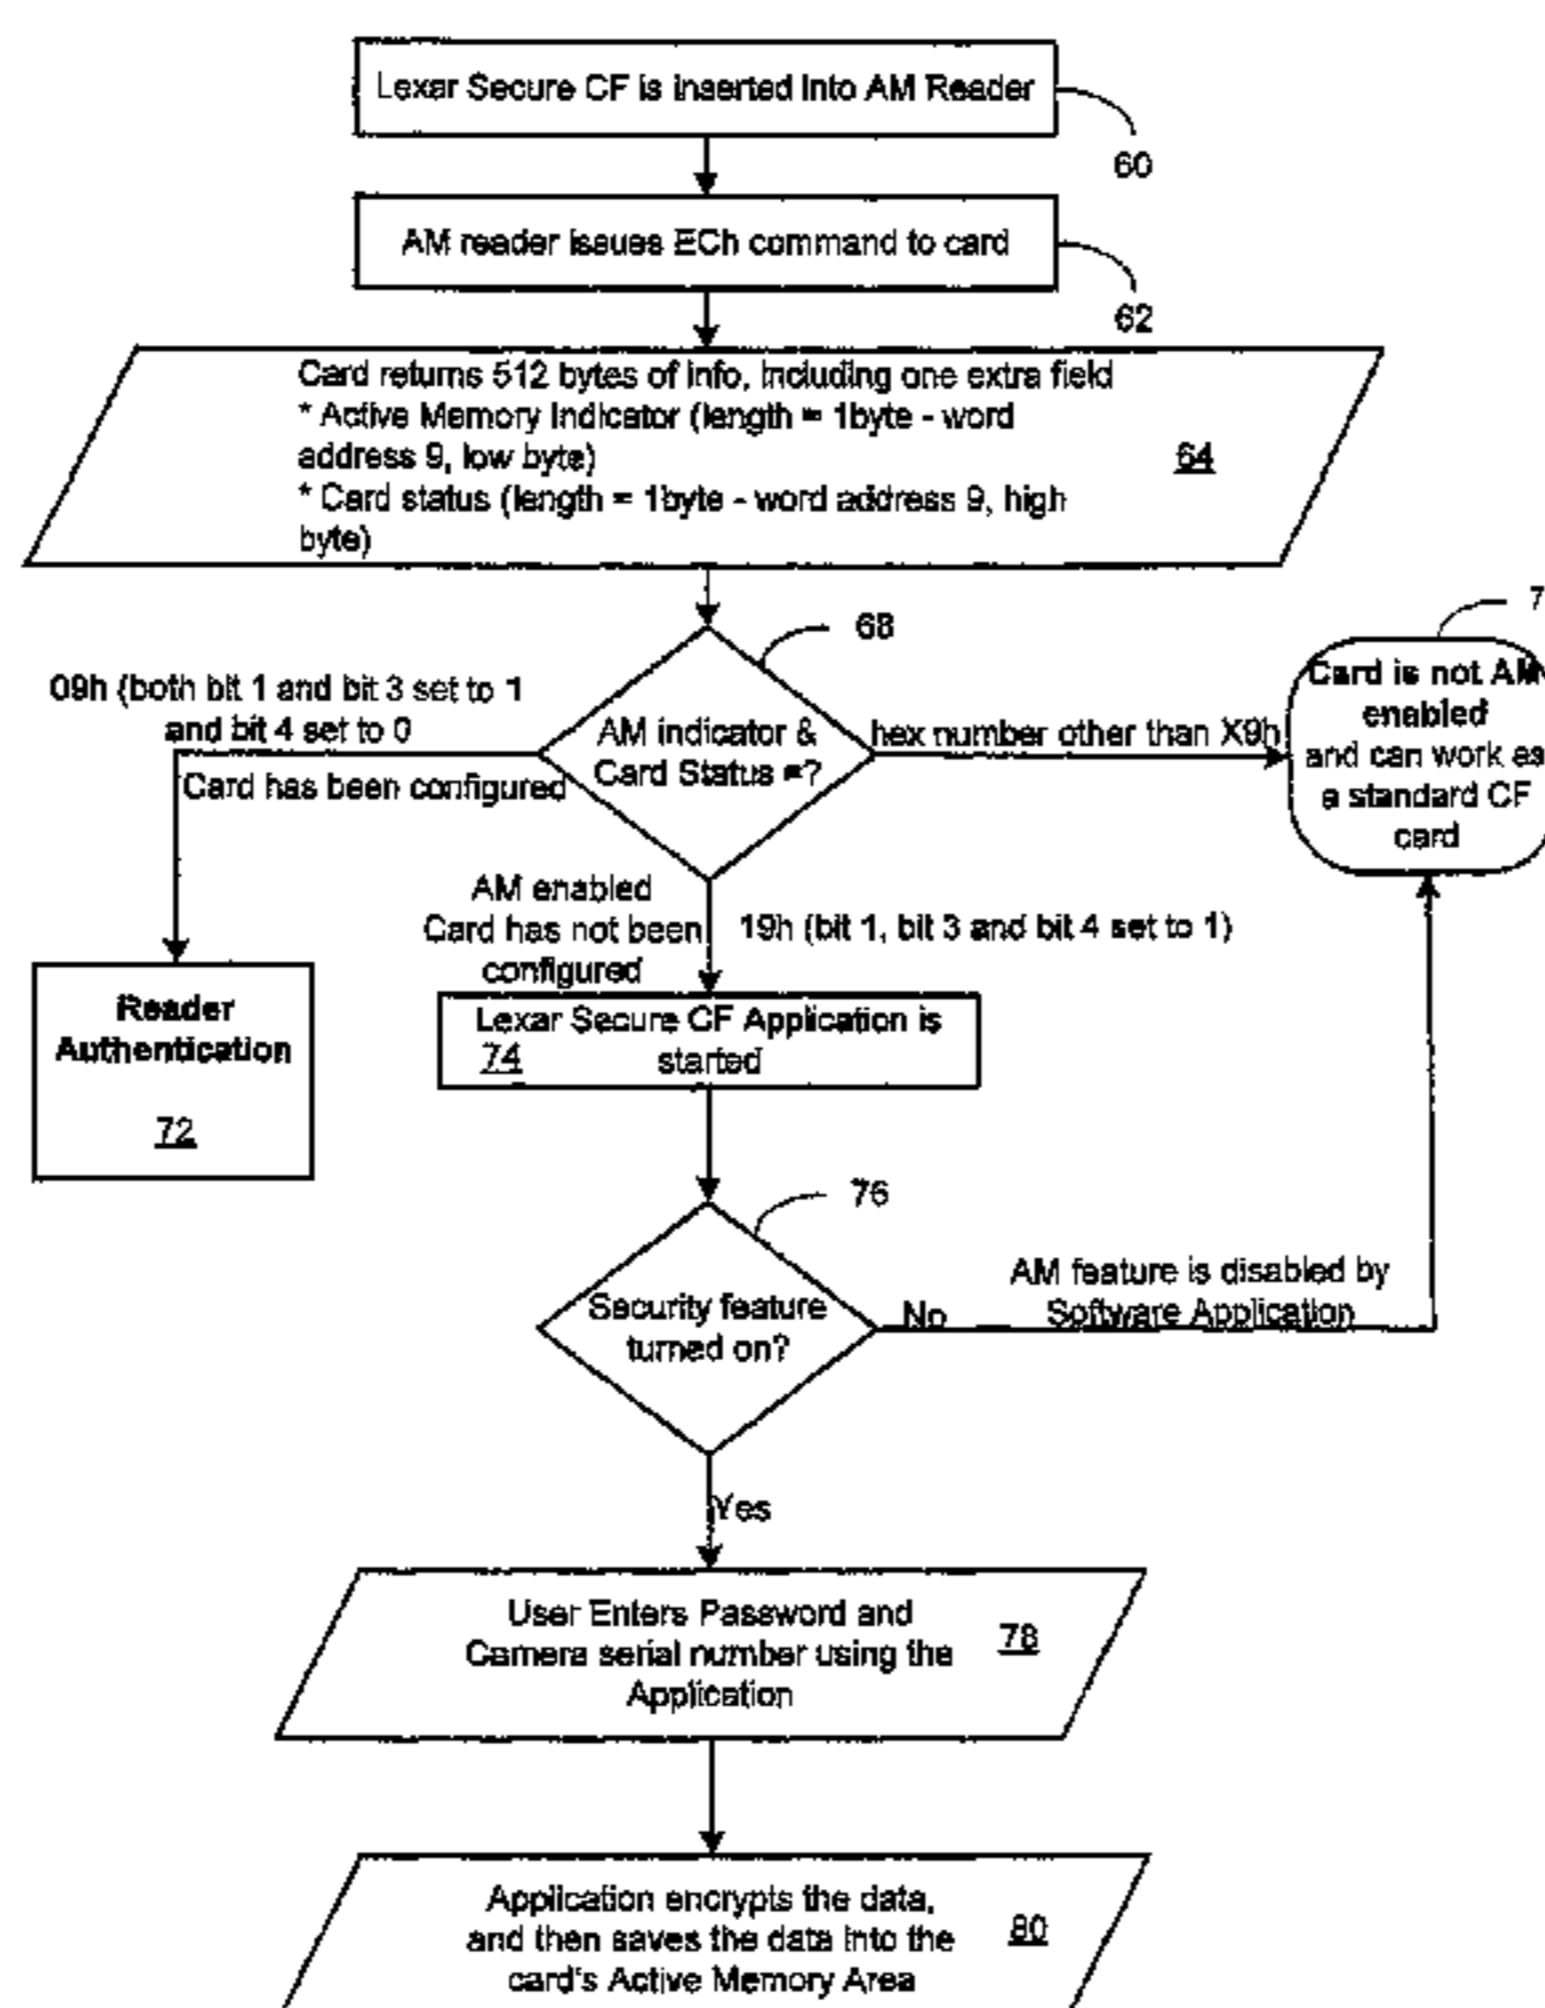 Lexar Secure CF is inserted into AM Reader
60
AM reader issues ECh command to card
62
Card returns 512 bytes of info, including one extra field
* Active Memory Indicator (length = 1byte - word
address 9, low byte)
* Card status (length = 1byte - word address 9, high
byte)
64
68
7
09h (both bit 1 and bit 3 set to 1
and bit 4 set to 0
Card has been configured
AM indicator &
Card Status =?
hex number other than X9h
Card is not AM
enabled
and can work as
a standard CF
card
AM enabled
Card has not been
configured
19h (bit 1, bit 3 and bit 4 set to 1)
Reader
Authentication
72
Lexar Secure CF Application is
74 started
76
Security feature
turned on?
No
AM feature is disabled by
Software Application
Yes
User Enters Password and
Camera serial number using the
Application
78
Application encrypts the data,
and then saves the data into the
card's Active Memory Area
80